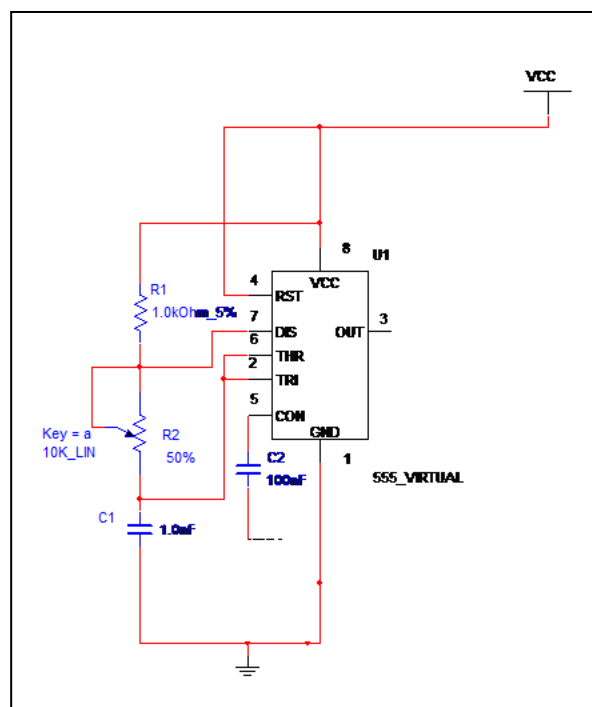 VCC
8
U1
4
VCC
R1
RST
1.0kOhm_5%
7
3
DIS
OUT
6
THR
2
TRI
5
CON
Key = a
10K_LIN
R2
50%
GND
C2
1
100nF
555_VIRTUAL
C1
1.0nF